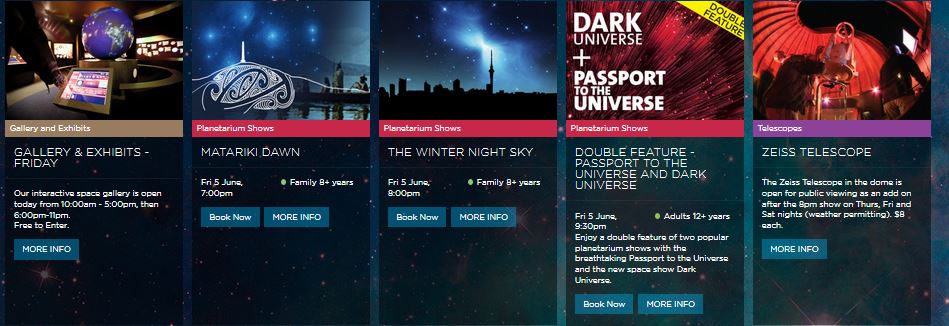 Gallery and Exhibits
GALLERY & EXHIBITS -
FRIDAY
Our interactive space gallery is open
today from 10:00am - 5:00pm, then
6:00pm-11pm.
Free to Enter.
MORE INFO
Planetarium Shows
MATARIKI DAWN
Fri 5 June,
7:00pm
Family 8+ years
Book Now
MORE INFO
Planetarium Shows
THE WINTER NIGHT SKY
Fri 5 June,
8:00pm
Family 8+ years
Book Now
MORE INFO
DOUBLE
FEATURE
DARK
UNIVERSE
+
PASSPORT
TO THE
UNIVERSE
Planetarium Shows
DOUBLE FEATURE -
PASSPORT TO THE
UNIVERSE AND DARK
UNIVERSE
Fri 5 June,
9:30pm
Adults 12+ years
Enjoy a double feature of two popular
planetarium shows with the
breathtaking Passport to the Universe
and the new space show Dark
Universe.
Book Now
MORE INFO
Telescopes
ZEISS TELESCOPE
The Zeiss Telescope in the dome is
open for public viewing as an add on
after the 8pm show on Thurs, Fri and
Sat nights (weather permitting). $8
each.
MORE INFO